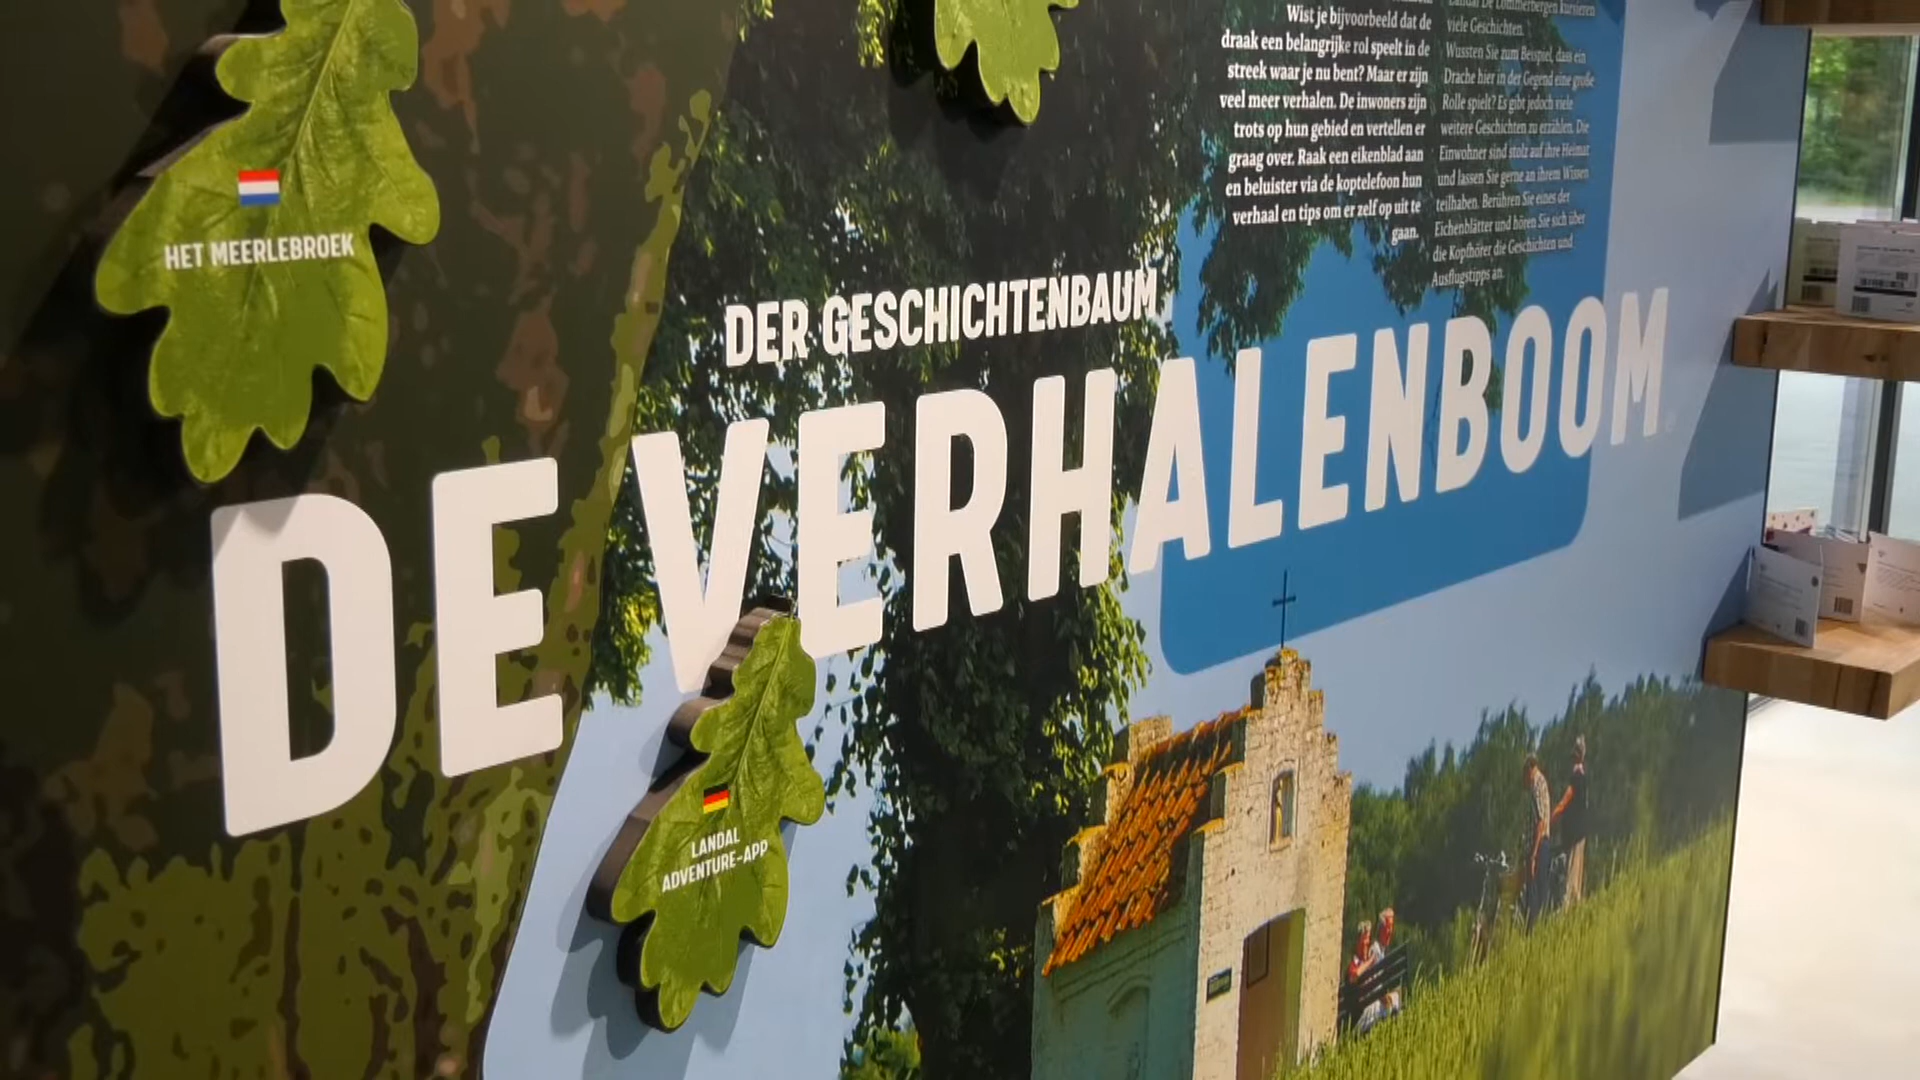 Wist je bijvoorbeeld dat de
draak een belangrijke rol speelt in de
streek waar je nu bent? Maar er zijn
veel meer verhalen. De inwoners zijn
trots op hun gebied en vertellen er
graag over. Raak een eikenblad aan
en beluister via de koptelefoon hun
verhaal en tips om er zelf op uit te
gaan.
Landal De Lommerbergen kursieren
viele Geschichten.
Wussten Sie zum Beispiel, dass ein
Drache hier in der Gegend eine große
Rolle spielt? Es gibt jedoch viele
weitere Geschichten zu erzählen. Die
Einwohner sind stolz auf ihre Heimat
und lassen Sie gerne an ihrem Wissen
teilhaben. Berühren Sie eines der
Eichenblätter und hören Sie sich über
die Kopfhörer die Geschichten und
Ausflugstipps an.
HET MEERLEBROEK
DER GESCHICHTENBAUM
DE VERHALENBOOM
LANDAL
ADVENTURE-APP